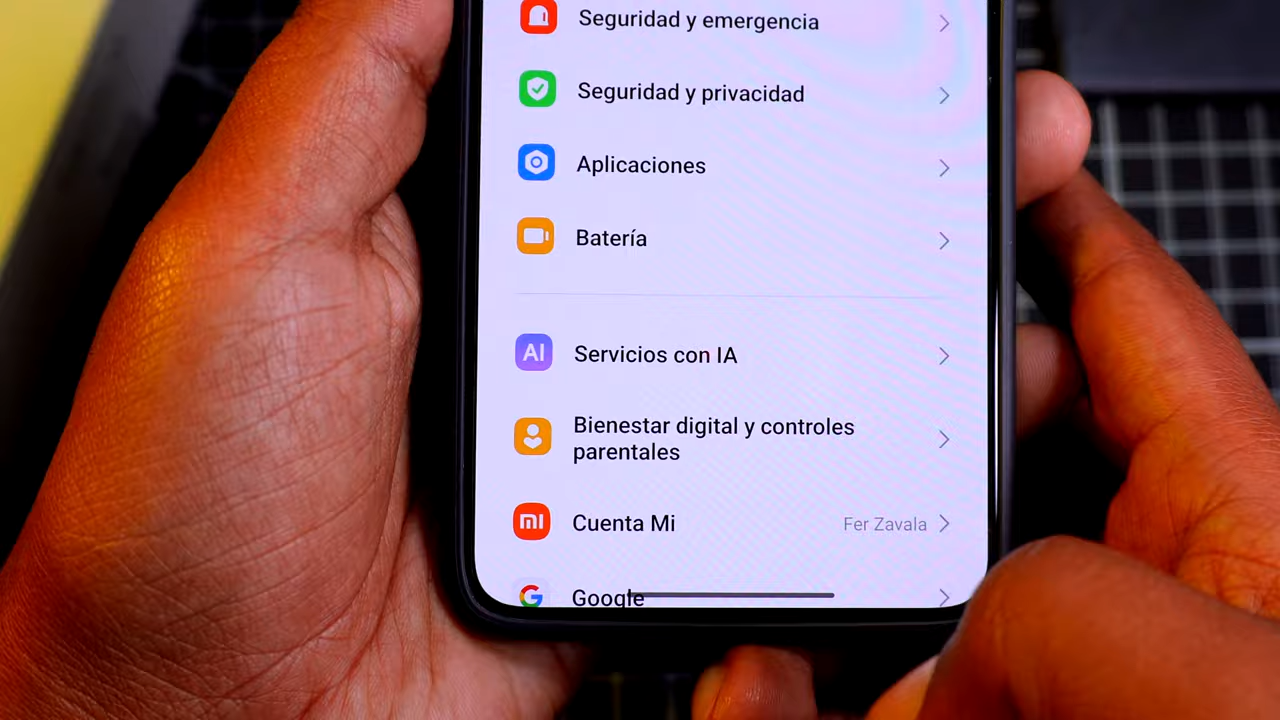 Seguridad y emergencia
Seguridad y privacidad
Aplicaciones
Batería
AI
Servicios con IA
Bienestar digital y controles
parentales
mi
Cuenta Mi
Fer Zavala
G
Google